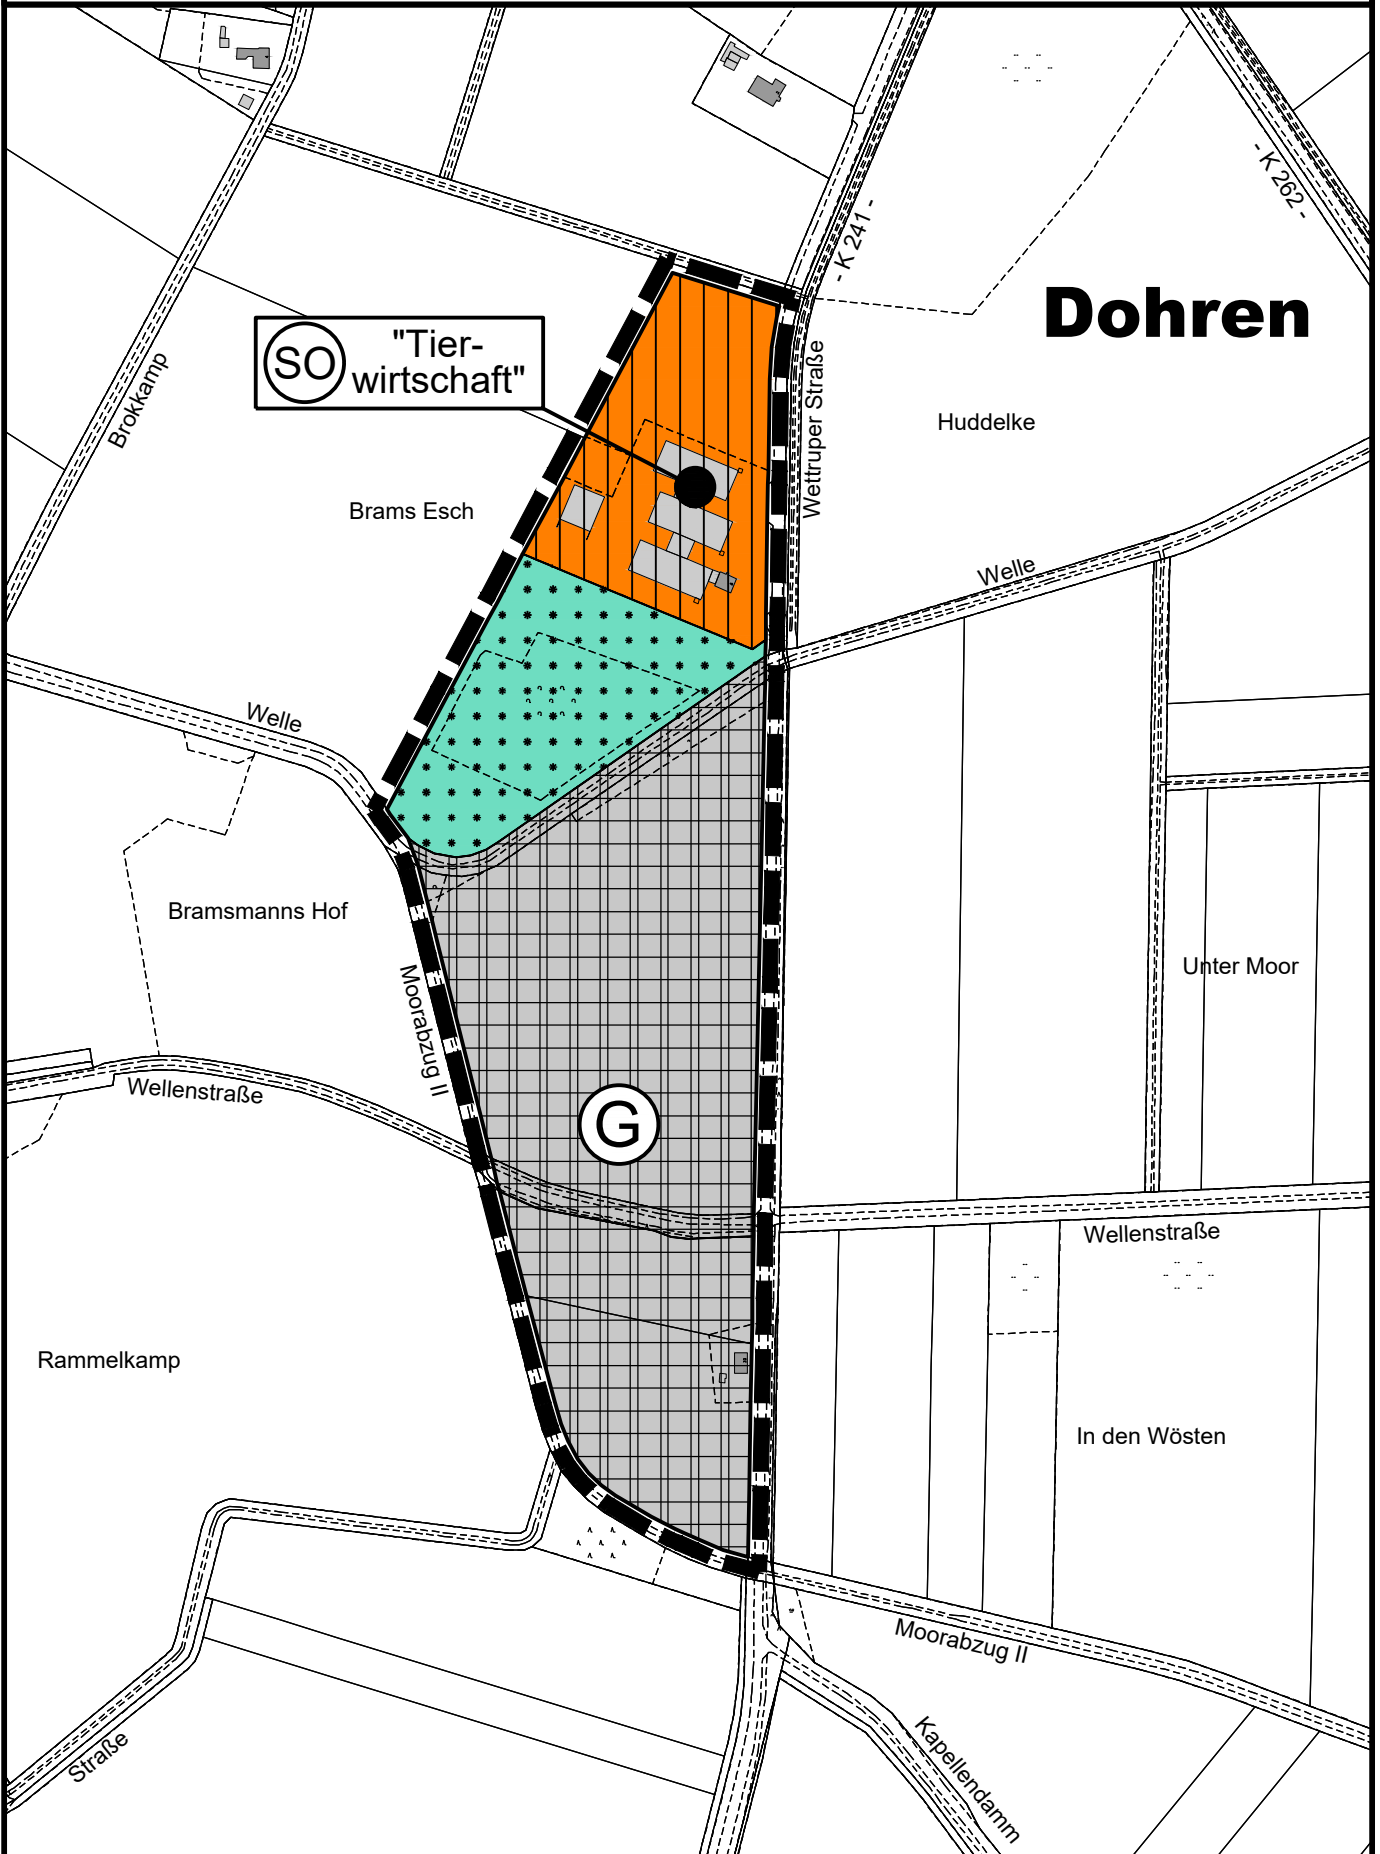 - K 262 -
- K 241 -
Dohren
SO
"Tier-
wirtschaft"
Brokkamp
Wettruper Straße
Huddelke
Brams Esch
Welle
Welle
Bramsmanns Hof
Unter Moor
Moorabzug II
Wellenstraße
G
Wellenstraße
Rammelkamp
In den Wösten
Moorabzug II
Straße
Kapellendamm